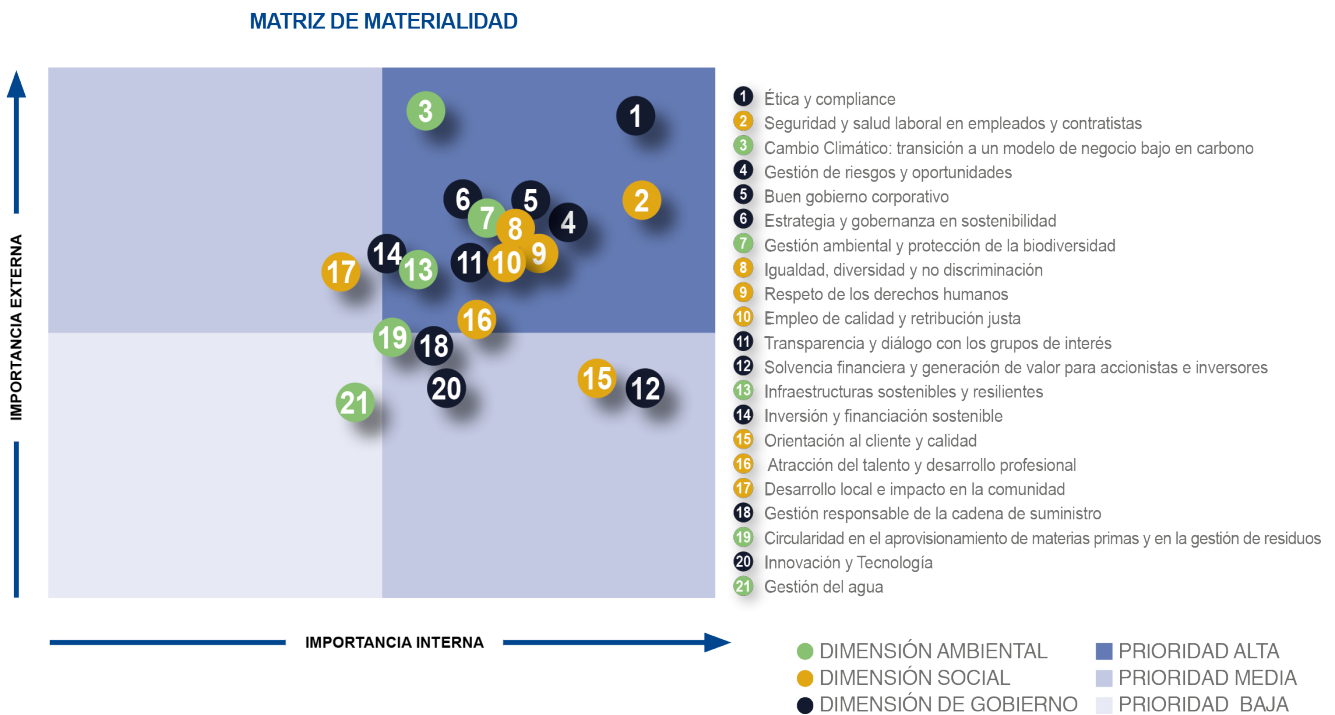 MATRIZ DE MATERIALIDAD
IMPORTANCIA EXTERNA
3
1
6
5
2
7
8
4
14
11
10
9
17
13
16
19
18
15
12
20
21
IMPORTANCIA INTERNA
1 Ética y compliance
2 Seguridad y salud laboral en empleados y contratistas
3 Cambio Climático: transición a un modelo de negocio bajo en carbono
4 Gestión de riesgos y oportunidades
5 Buen gobierno corporativo
6 Estrategia y gobernanza en sostenibilidad
7 Gestión ambiental y protección de la biodiversidad
8 Igualdad, diversidad y no discriminación
9 Respeto de los derechos humanos
10 Empleo de calidad y retribución justa
11 Transparencia y diálogo con los grupos de interés
12 Solvencia financiera y generación de valor para accionistas e inversores
13 Infraestructuras sostenibles y resilientes
14 Inversión y financiación sostenible
15 Orientación al cliente y calidad
16 Atracción del talento y desarrollo profesional
17 Desarrollo local e impacto en la comunidad
18 Gestión responsable de la cadena de suministro
19 Circularidad en el aprovisionamiento de materias primas y en la gestión de residuos
20 Innovación y Tecnología
21 Gestión del agua
DIMENSIÓN AMBIENTAL
DIMENSIÓN SOCIAL
DIMENSIÓN DE GOBIERNO
PRIORIDAD ALTA
PRIORIDAD MEDIA
PRIORIDAD BAJA